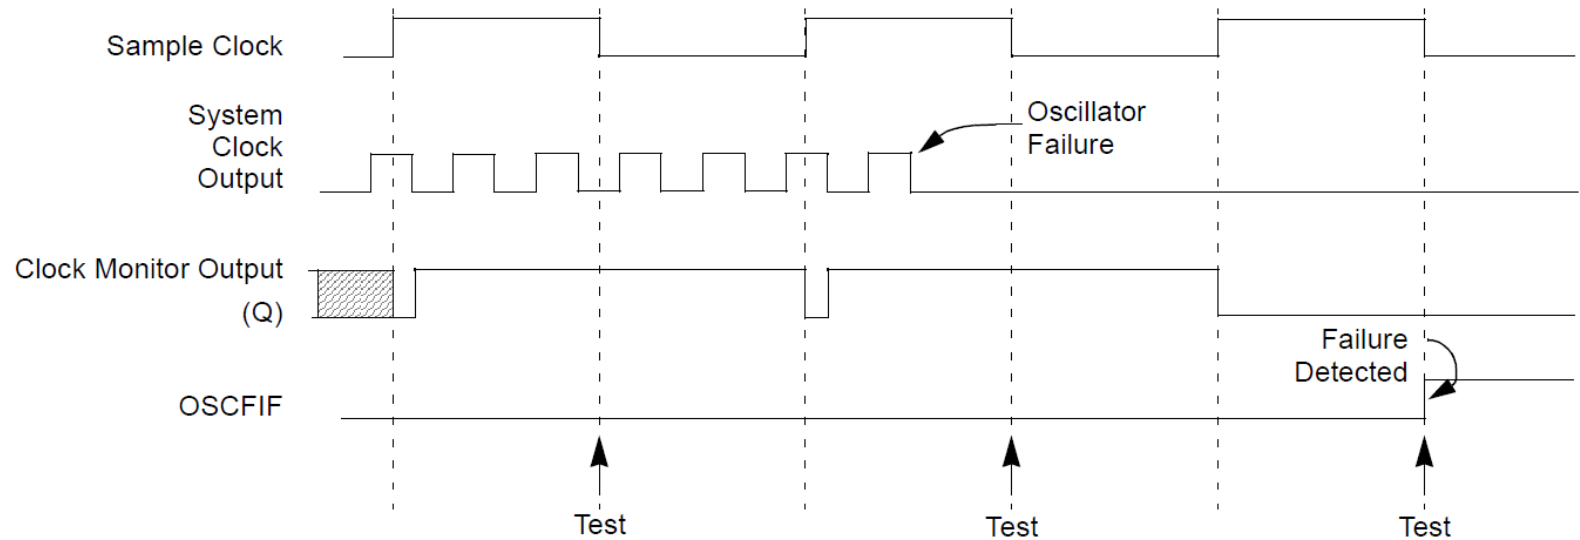 Sample Clock
System
Clock
Output
Oscillator
Failure
Clock Monitor Output
(Q)
Failure
Detected
OSCFIF
Test
Test
Test